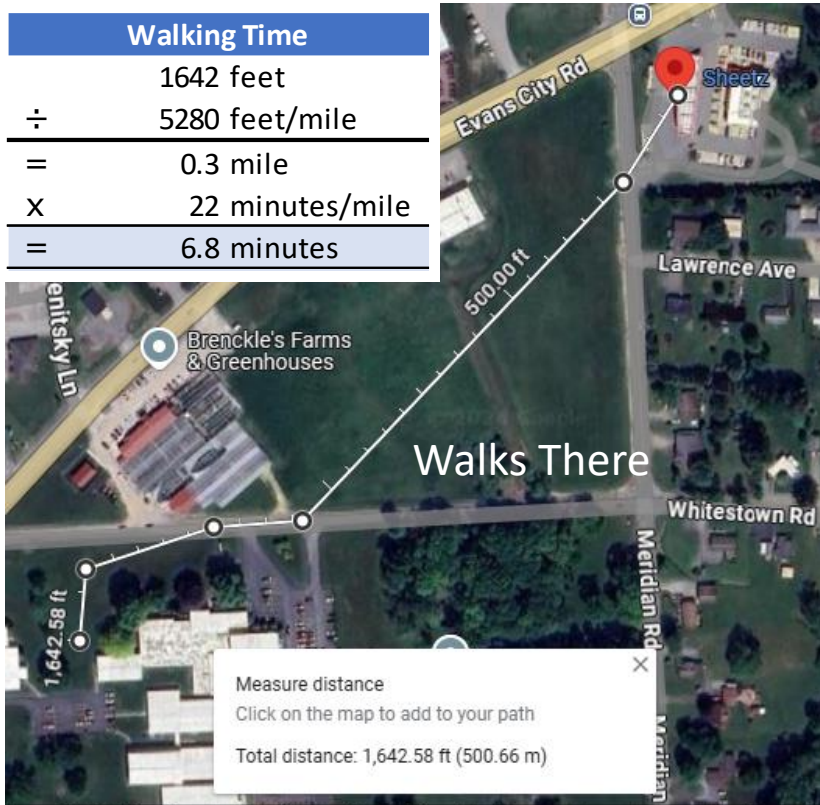 Walking Time
1642 feet
÷ 5280 feet/mile
= 0.3 mile
x 22 minutes/mile
= 6.8 minutes
Evans City Rd
Sheetz
Lawrence Ave
500.00 ft
enitsky Ln
Brenckle's Farms
& Greenhouses
Walks There
Whitestown Rd
Meridian Rd
1,642.58 ft
Meridian
Measure distance
Click on the map to add to your path
Total distance: 1,642.58 ft (500.66 m)